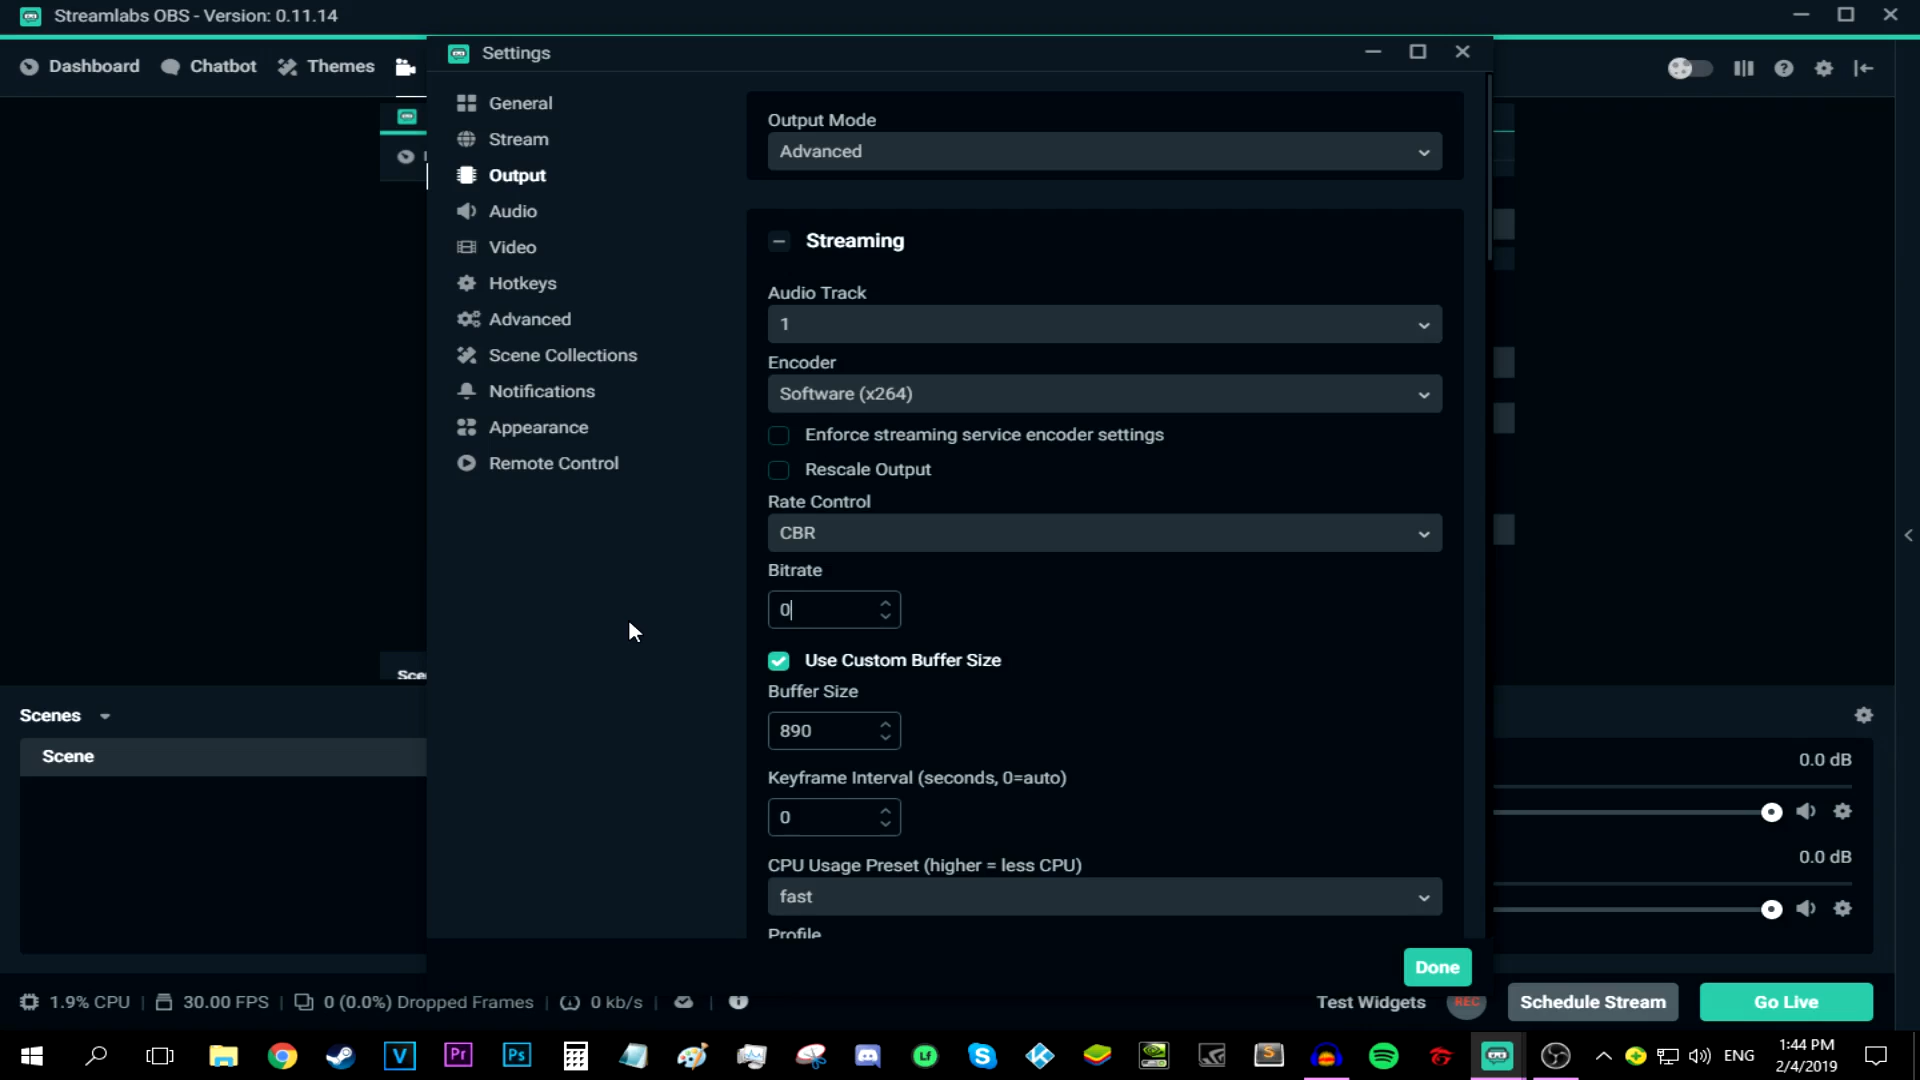 Streamlabs OBS - Version: 0.11.14
Dashboard
Chatbot
Themes
Settings
General
Stream
Output
Audio
Video
Hotkeys
Advanced
Scene Collections
Notifications
Appearance
Remote Control
Output Mode
Advanced
Streaming
Audio Track
1
Encoder
Software (x264)
Enforce streaming service encoder settings
Rescale Output
Rate Control
CBR
Bitrate
0
Use Custom Buffer Size
Buffer Size
890
Keyframe Interval (seconds, 0=auto)
0
CPU Usage Preset (higher = less CPU)
fast
Profile
Done
Scenes
Scene
0.0 dB
0.0 dB
1.9% CPU
30.00 FPS
0 (0.0%) Dropped Frames
0 kb/s
Test Widgets
REC
Schedule Stream
Go Live
V
Pr
Ps
Lf
S
ENG
1:44 PM
2/4/2019